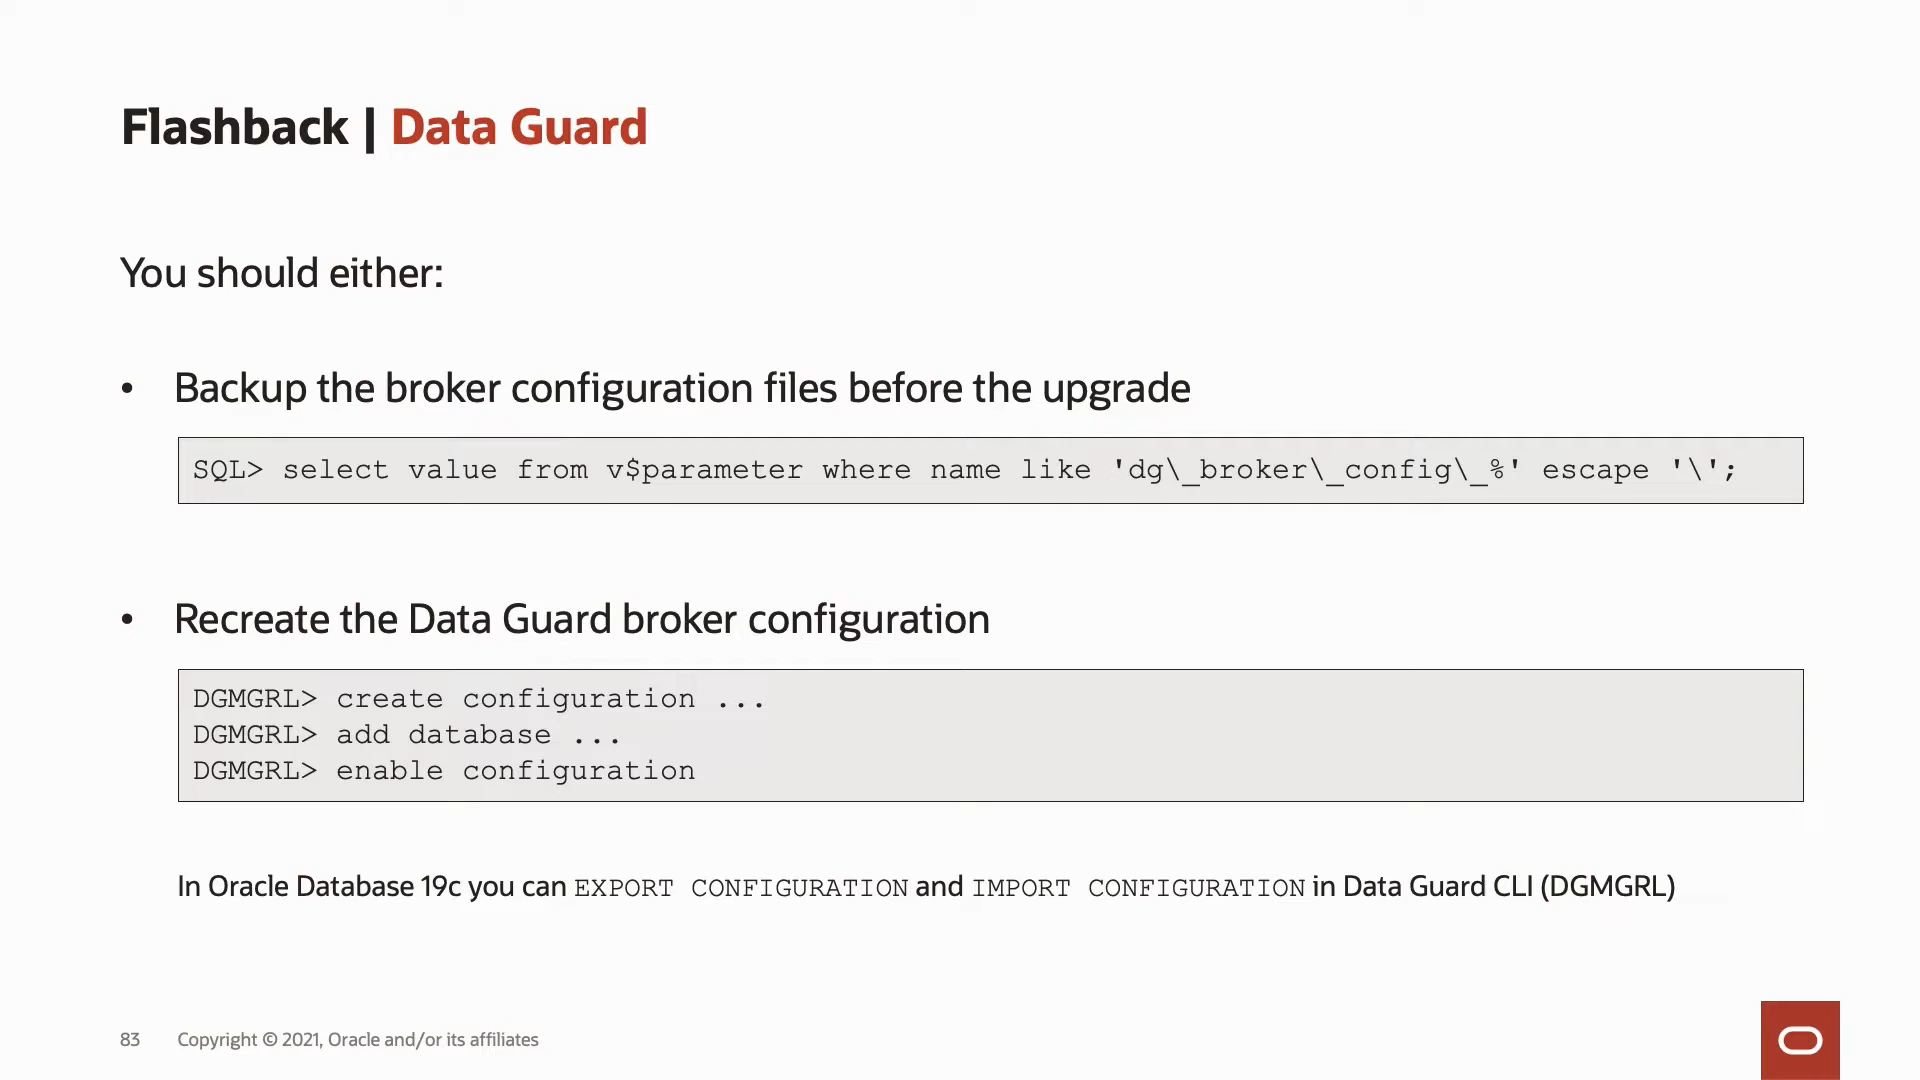 Flashback | Data Guard
You should either:
• Backup the broker configuration files before the upgrade
SQL> select value from v$parameter where name like 'dg\_broker\_config\_%' escape '\';
• Recreate the Data Guard broker configuration
DGMGRL> create configuration ...
DGMGRL> add database ...
DGMGRL> enable configuration
In Oracle Database 19c you can EXPORT CONFIGURATION and IMPORT CONFIGURATION in Data Guard CLI (DGMGRL)
83 Copyright © 2021, Oracle and/or its affiliates